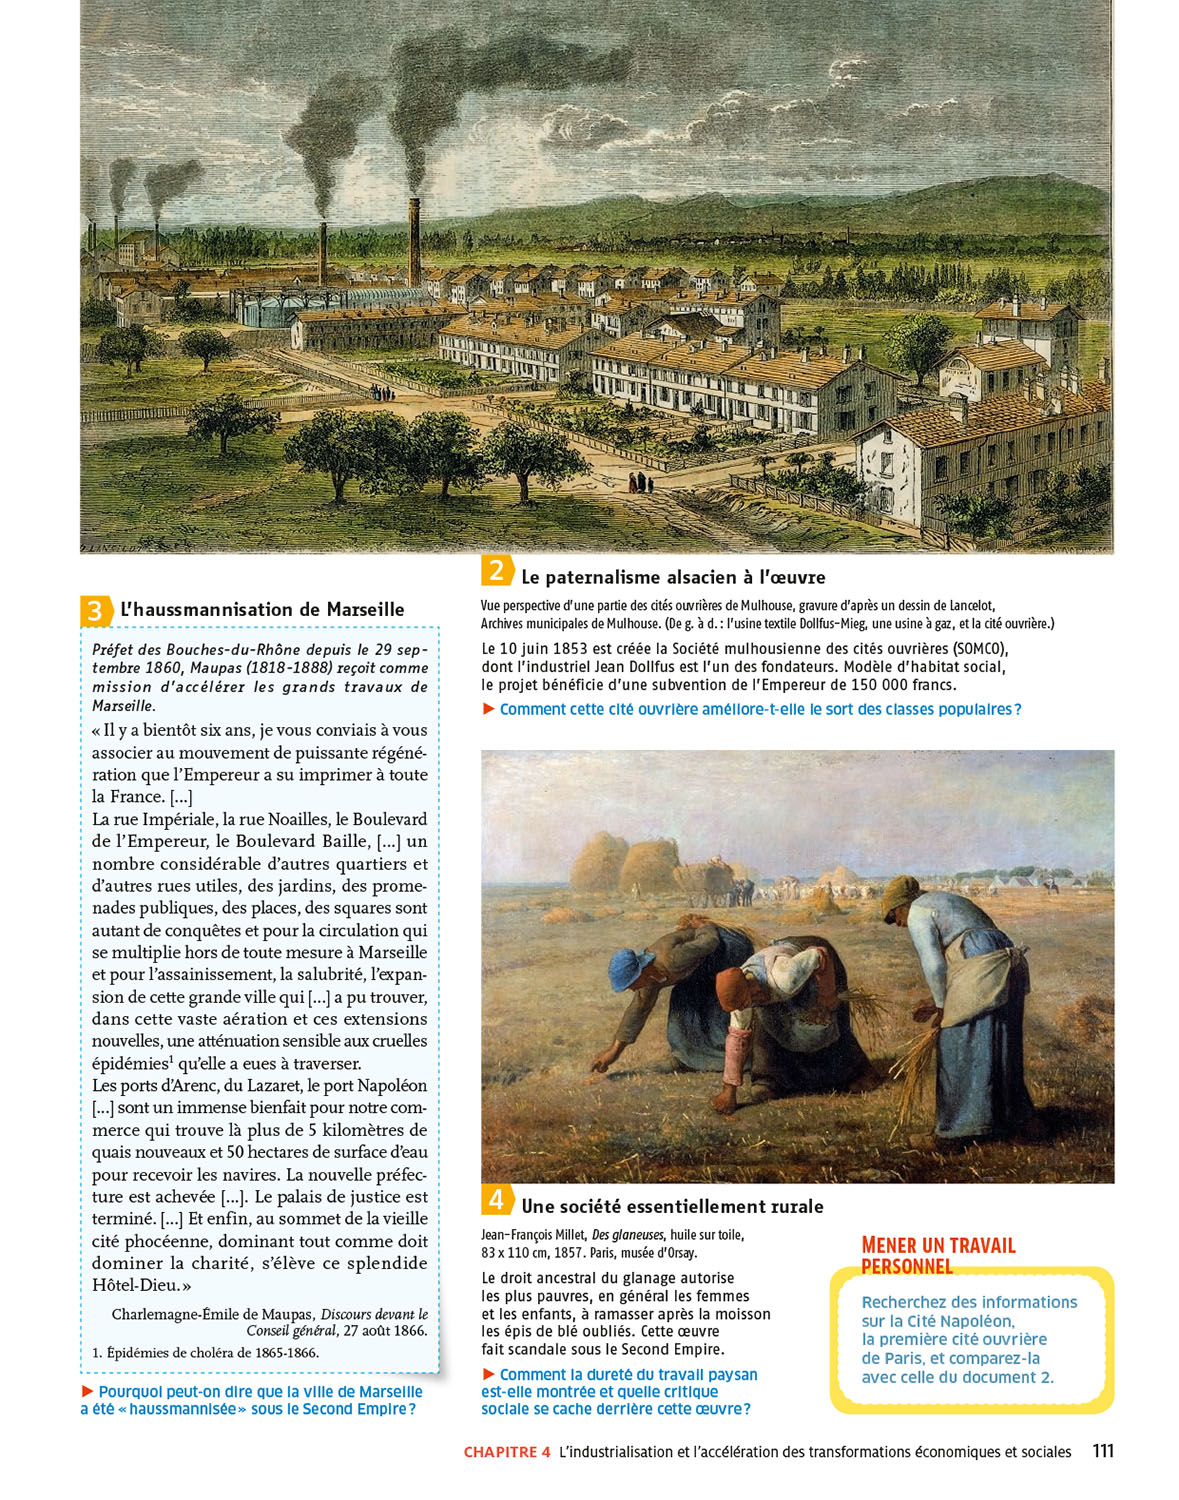 2 Le paternalisme alsacien à l'œuvre
Vue perspective d'une partie des cités ouvrières de Mulhouse, gravure d'après un dessin de Lancelot,
Archives municipales de Mulhouse. (De g. à d. : l'usine textile Dollfus-Mieg, une usine à gaz, et la cité ouvrière.)
Le 10 juin 1853 est créée la Société mulhousienne des cités ouvrières (SOMCO),
dont l'industriel Jean Dollfus est l'un des fondateurs. Modèle d'habitat social,
le projet bénéficie d'une subvention de l'Empereur de 150 000 francs.
► Comment cette cité ouvrière améliore-t-elle le sort des classes populaires ?
3 L'haussmannisation de Marseille
Préfet des Bouches-du-Rhône depuis le 29 sep-
tembre 1860, Maupas (1818-1888) reçoit comme
mission d'accélérer les grands travaux de
Marseille.
« Il y a bientôt six ans, je vous conviais à vous
associer au mouvement de puissante régéné-
ration que l'Empereur a su imprimer à toute
la France. [...]
La rue Impériale, la rue Noailles, le Boulevard
de l'Empereur, le Boulevard Baille, [...] un
nombre considérable d'autres quartiers et
d'autres rues utiles, des jardins, des prome-
nades publiques, des places, des squares sont
autant de conquêtes et pour la circulation qui
se multiplie hors de toute mesure à Marseille
et pour l'assainissement, la salubrité, l'expan-
sion de cette grande ville qui [...] a pu trouver,
dans cette vaste aération et ces extensions
nouvelles, une atténuation sensible aux cruelles
épidémies¹ qu'elle a eues à traverser.
Les ports d'Arenc, du Lazaret, le port Napoléon
[...] sont un immense bienfait pour notre com-
merce qui trouve là plus de 5 kilomètres de
quais nouveaux et 50 hectares de surface d'eau
pour recevoir les navires. La nouvelle préfec-
ture est achevée [...]. Le palais de justice est
terminé. [...] Et enfin, au sommet de la vieille
cité phocéenne, dominant tout comme doit
dominer la charité, s'élève ce splendide
Hôtel-Dieu. »
Charlemagne-Émile de Maupas, Discours devant le
Conseil général, 27 août 1866.
1. Épidémies de choléra de 1865-1866.
► Pourquoi peut-on dire que la ville de Marseille
a été « haussmannisée » sous le Second Empire ?
4 Une société essentiellement rurale
Jean-François Millet, Des glaneuses, huile sur toile,
83 x 110 cm, 1857. Paris, musée d'Orsay.
Le droit ancestral du glanage autorise
les plus pauvres, en général les femmes
et les enfants, à ramasser après la moisson
les épis de blé oubliés. Cette œuvre
fait scandale sous le Second Empire.
► Comment la dureté du travail paysan
est-elle montrée et quelle critique
sociale se cache derrière cette œuvre ?
MENER UN TRAVAIL
PERSONNEL
Recherchez des informations
sur la Cité Napoléon,
la première cité ouvrière
de Paris, et comparez-la
avec celle du document 2.
CHAPITRE 4 L'industrialisation et l'accélération des transformations économiques et sociales 111